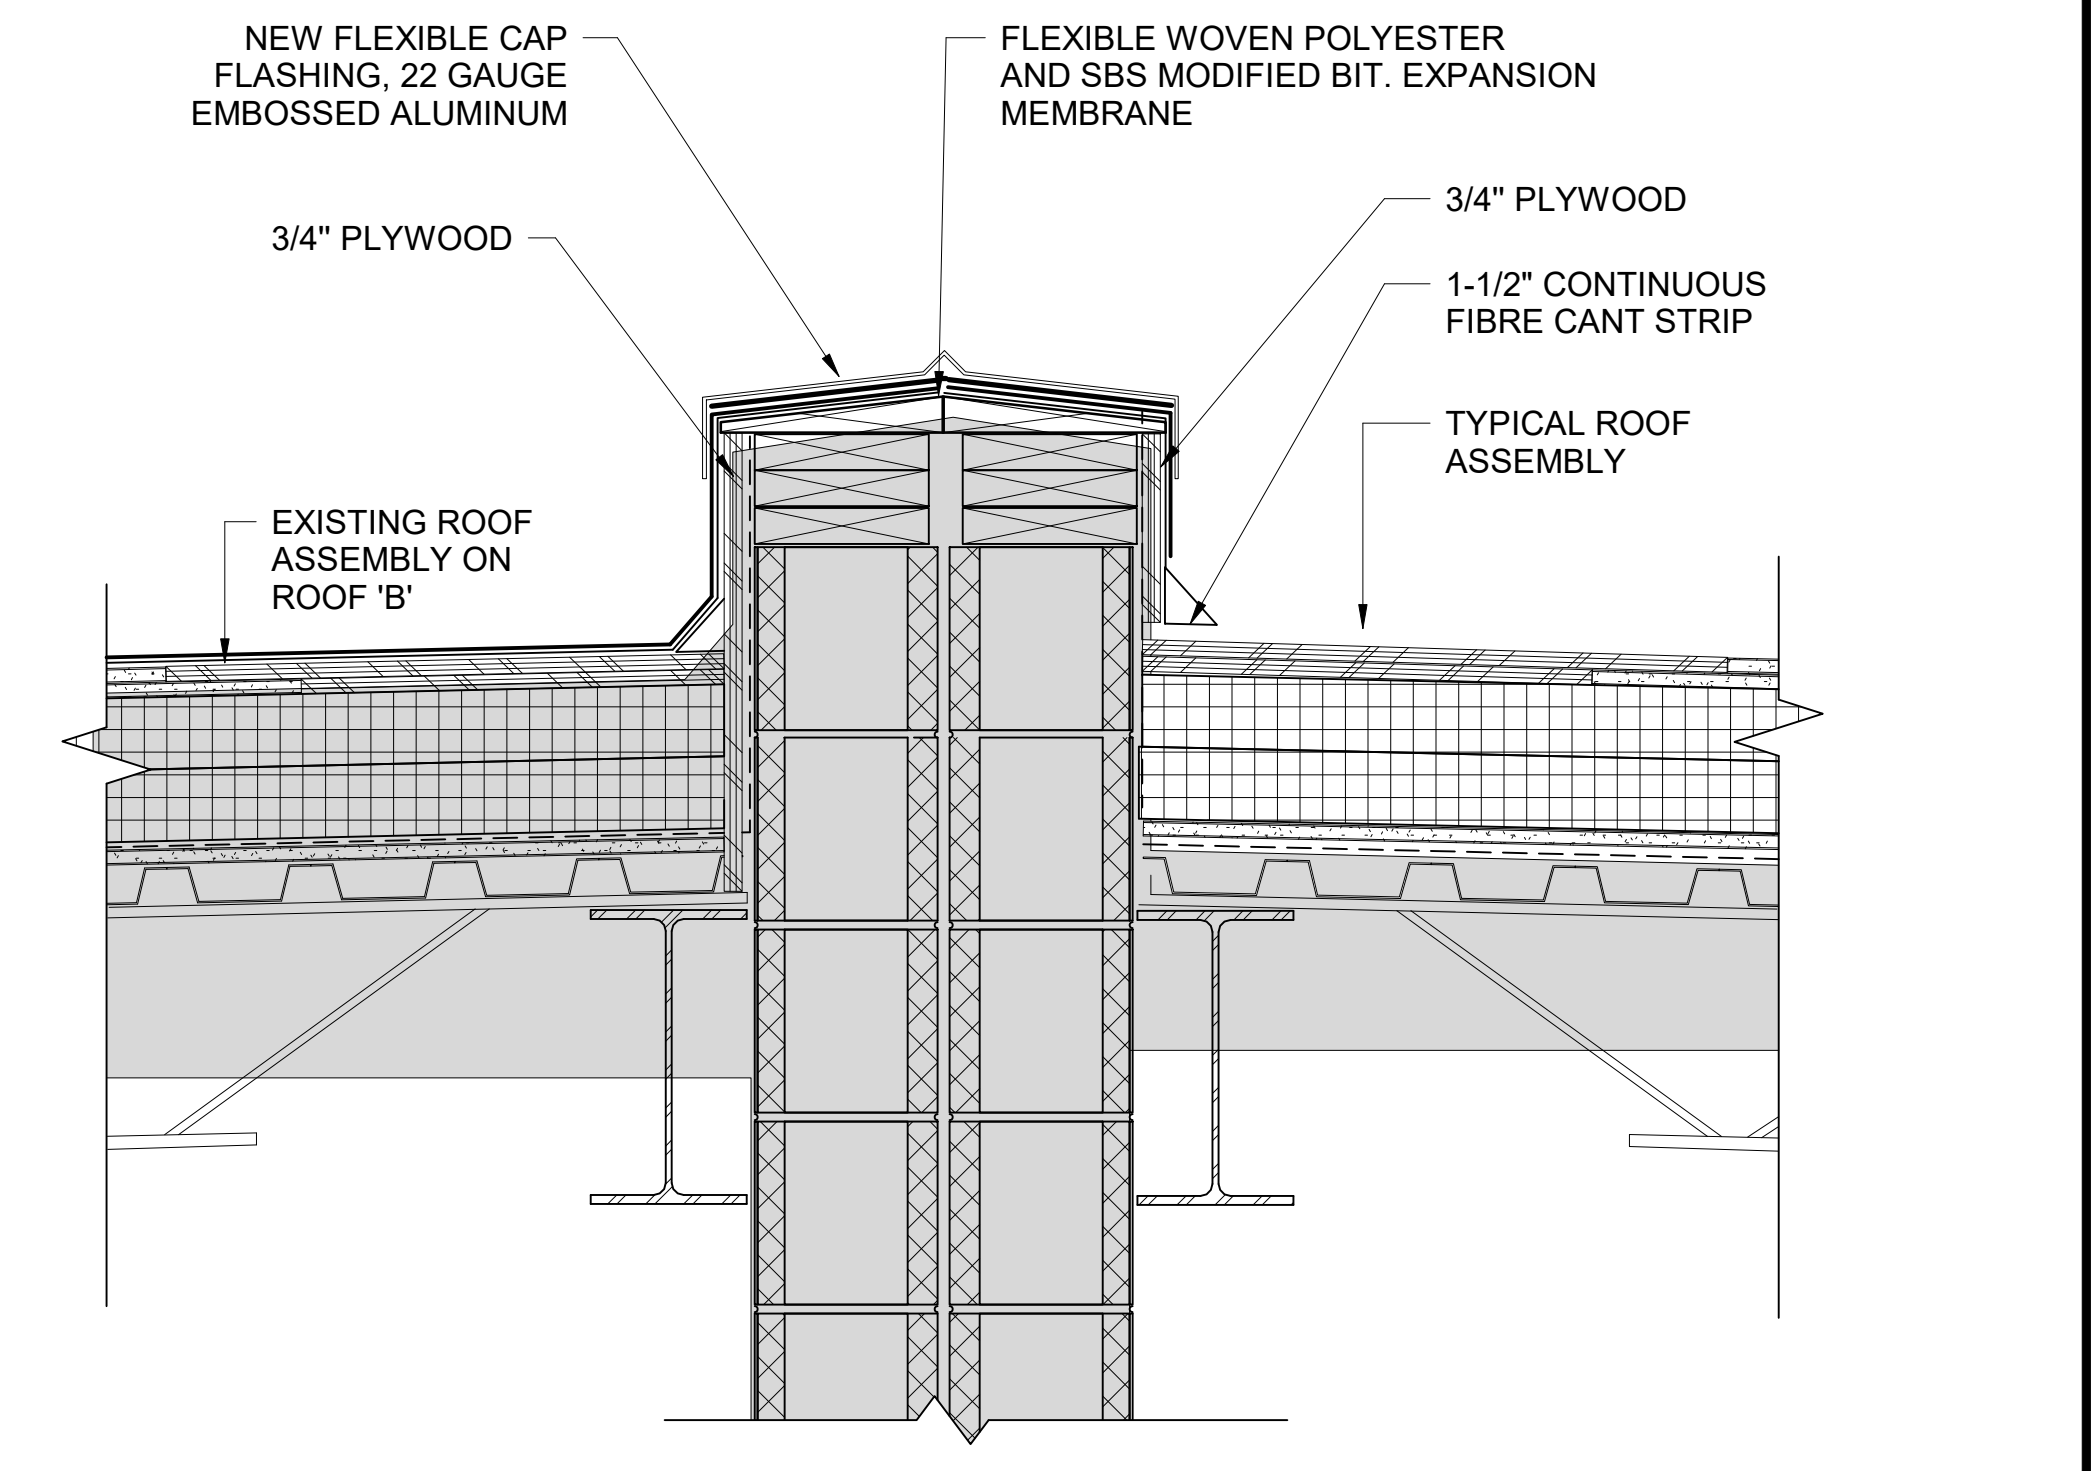 NEW FLEXIBLE CAP
FLASHING, 22 GAUGE
EMBOSSED ALUMINUM
FLEXIBLE WOVEN POLYESTER
AND SBS MODIFIED BIT. EXPANSION
MEMBRANE
3/4" PLYWOOD
3/4" PLYWOOD
1-1/2" CONTINUOUS
FIBRE CANT STRIP
TYPICAL ROOF
ASSEMBLY
EXISTING ROOF
ASSEMBLY ON
ROOF 'B'